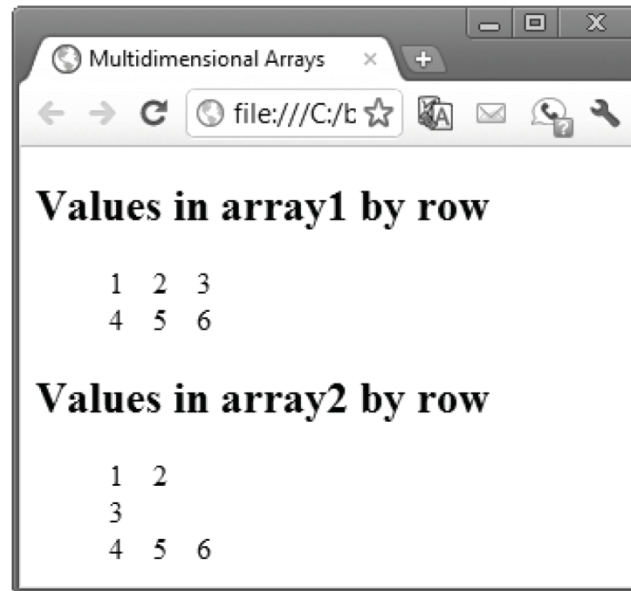 Multidimensional Arrays
file:///C:/b
Values in array1 by row
1 2 3
4 5 6
Values in array2 by row
1 2
3
4 5 6